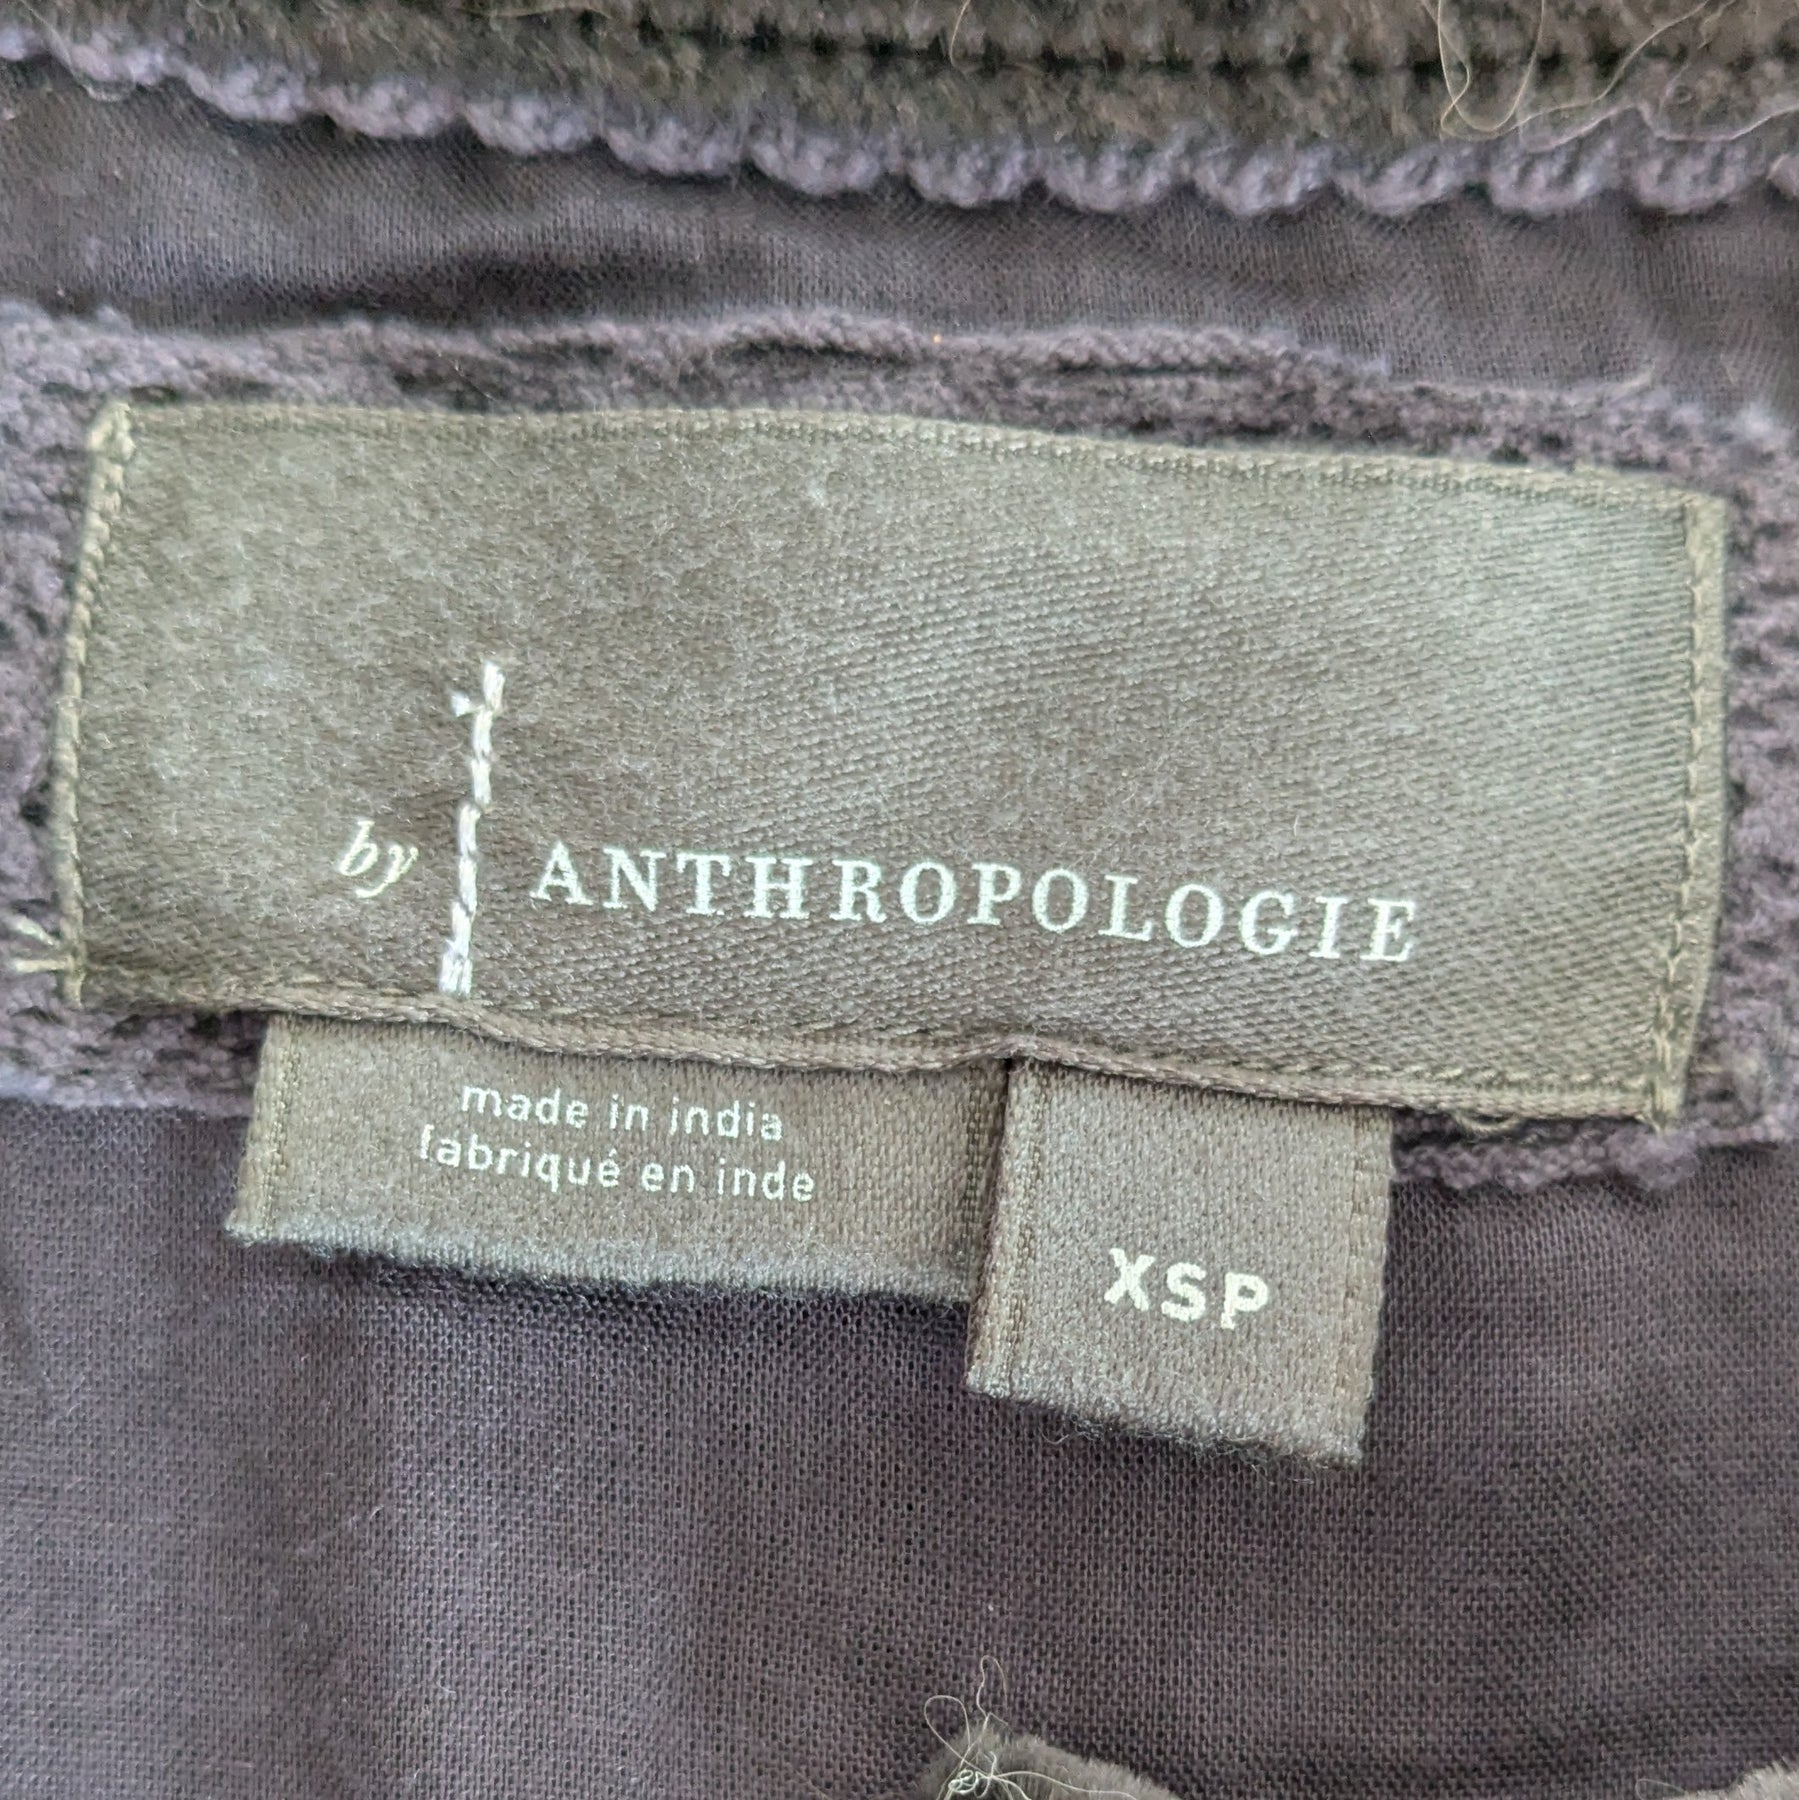 by ANTHROPOLOGIE
made in india
fabriqué en inde
XSP